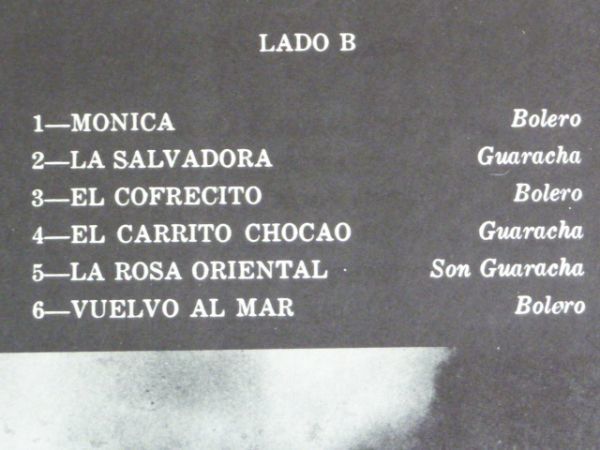 LADO B
1—MONICA Bolero
2—LA SALVADORA Guaracha
3—EL COFRECITO Bolero
4—EL CARRITO CHOCAO Guaracha
5—LA ROSA ORIENTAL Son Guaracha
6—VUELVO AL MAR Bolero